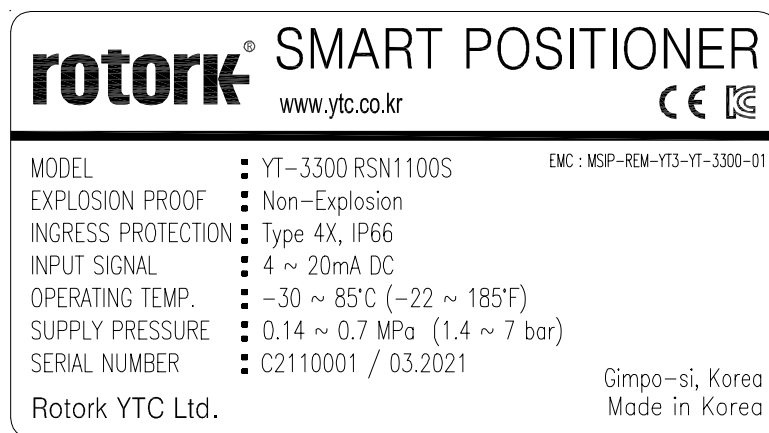 rotork® SMART POSITIONER
www.ytc.co.kr
CE KC
MODEL : YT-3300 RSN1100S
EMC : MSIP-REM-YT3-YT-3300-01
EXPLOSION PROOF : Non-Explosion
INGRESS PROTECTION : Type 4X, IP66
INPUT SIGNAL : 4 ~ 20mA DC
OPERATING TEMP. : -30 ~ 85°C (-22 ~ 185°F)
SUPPLY PRESSURE : 0.14 ~ 0.7 MPa (1.4 ~ 7 bar)
SERIAL NUMBER : C2110001 / 03.2021
Gimpo-si, Korea
Rotork YTC Ltd.
Made in Korea